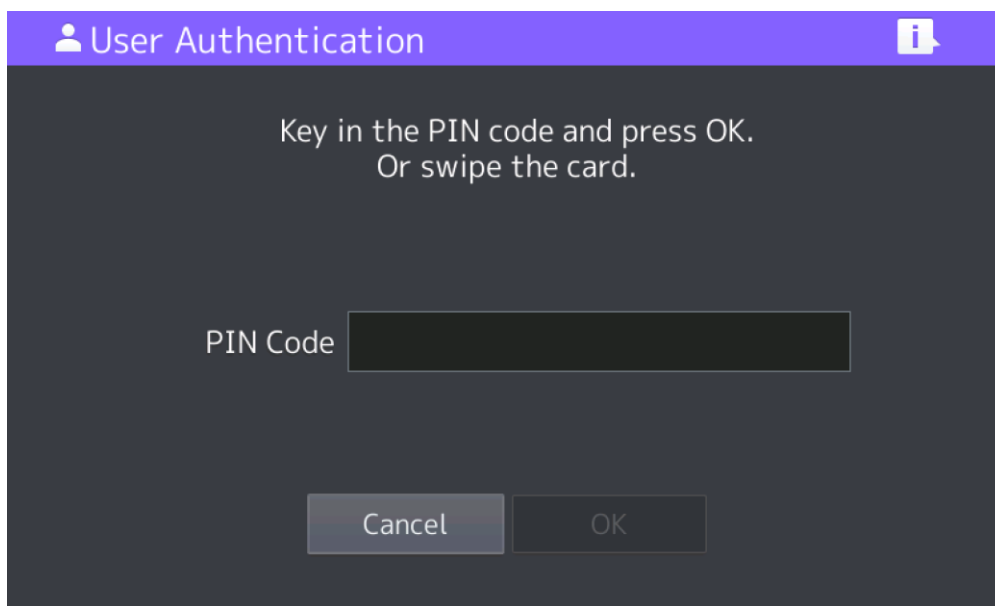 User Authentication
i
Key in the PIN code and press OK.
Or swipe the card.
PIN Code
Cancel
OK